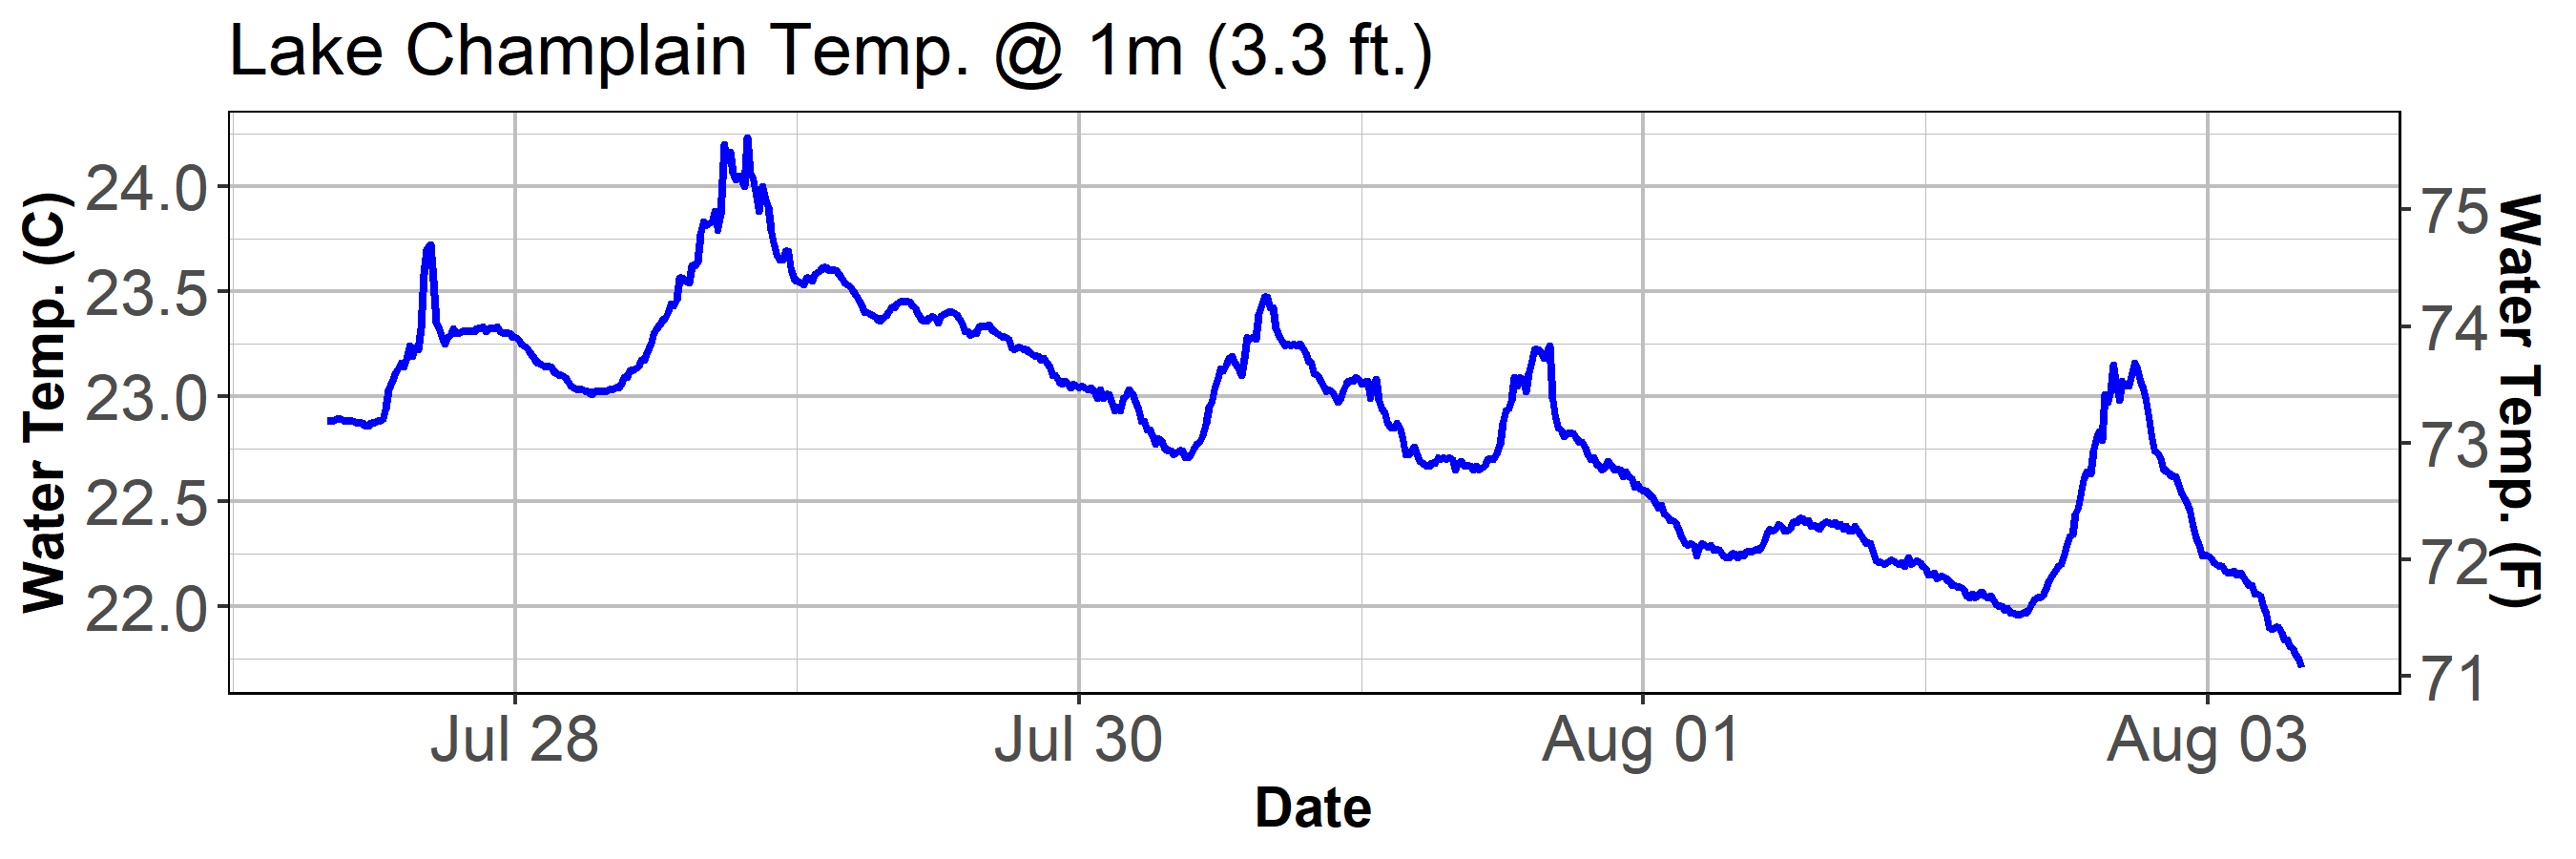 Lake Champlain Temp. @ 1m (3.3 ft.)
Water Temp. (C)
24.0
23.5
23.0
22.5
22.0
75
74
73
72
71
Water Temp. (F)
Jul 28
Jul 30
Aug 01
Aug 03
Date